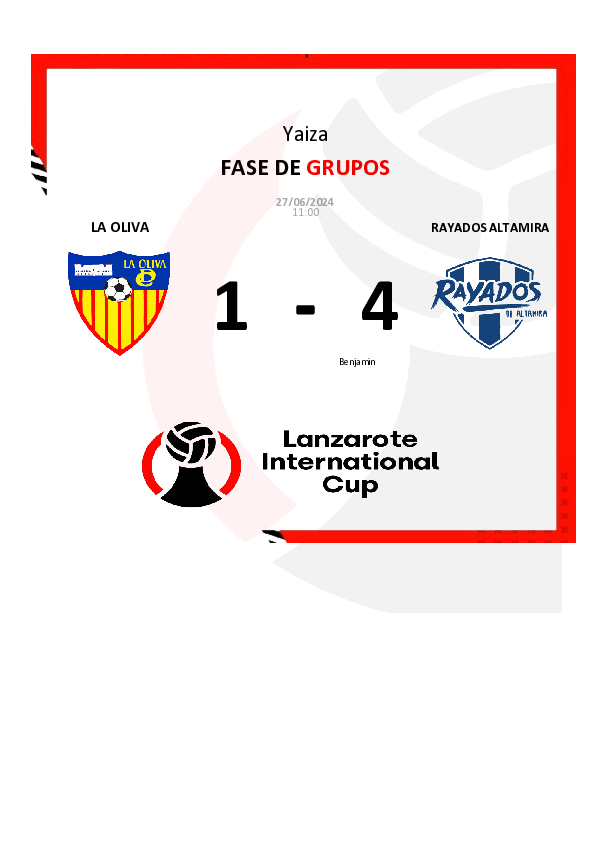 Yaiza
FASE DE GRUPOS
27/06/2024
11:00
LA OLIVA
RAYADOS ALTAMIRA
LA OLIVA
RAYADOS
DE ALTAMIRA
1 - 4
Benjamin
Lanzarote
International
Cup